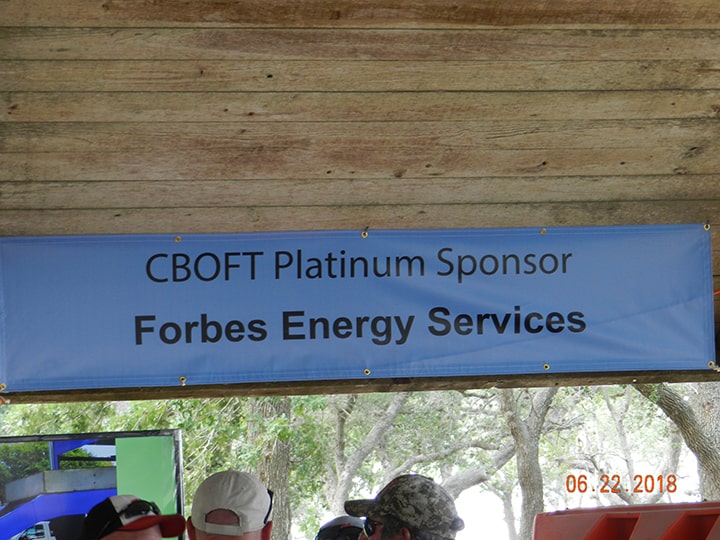 CBOFT Platinum Sponsor
Forbes Energy Services
06.22 2018